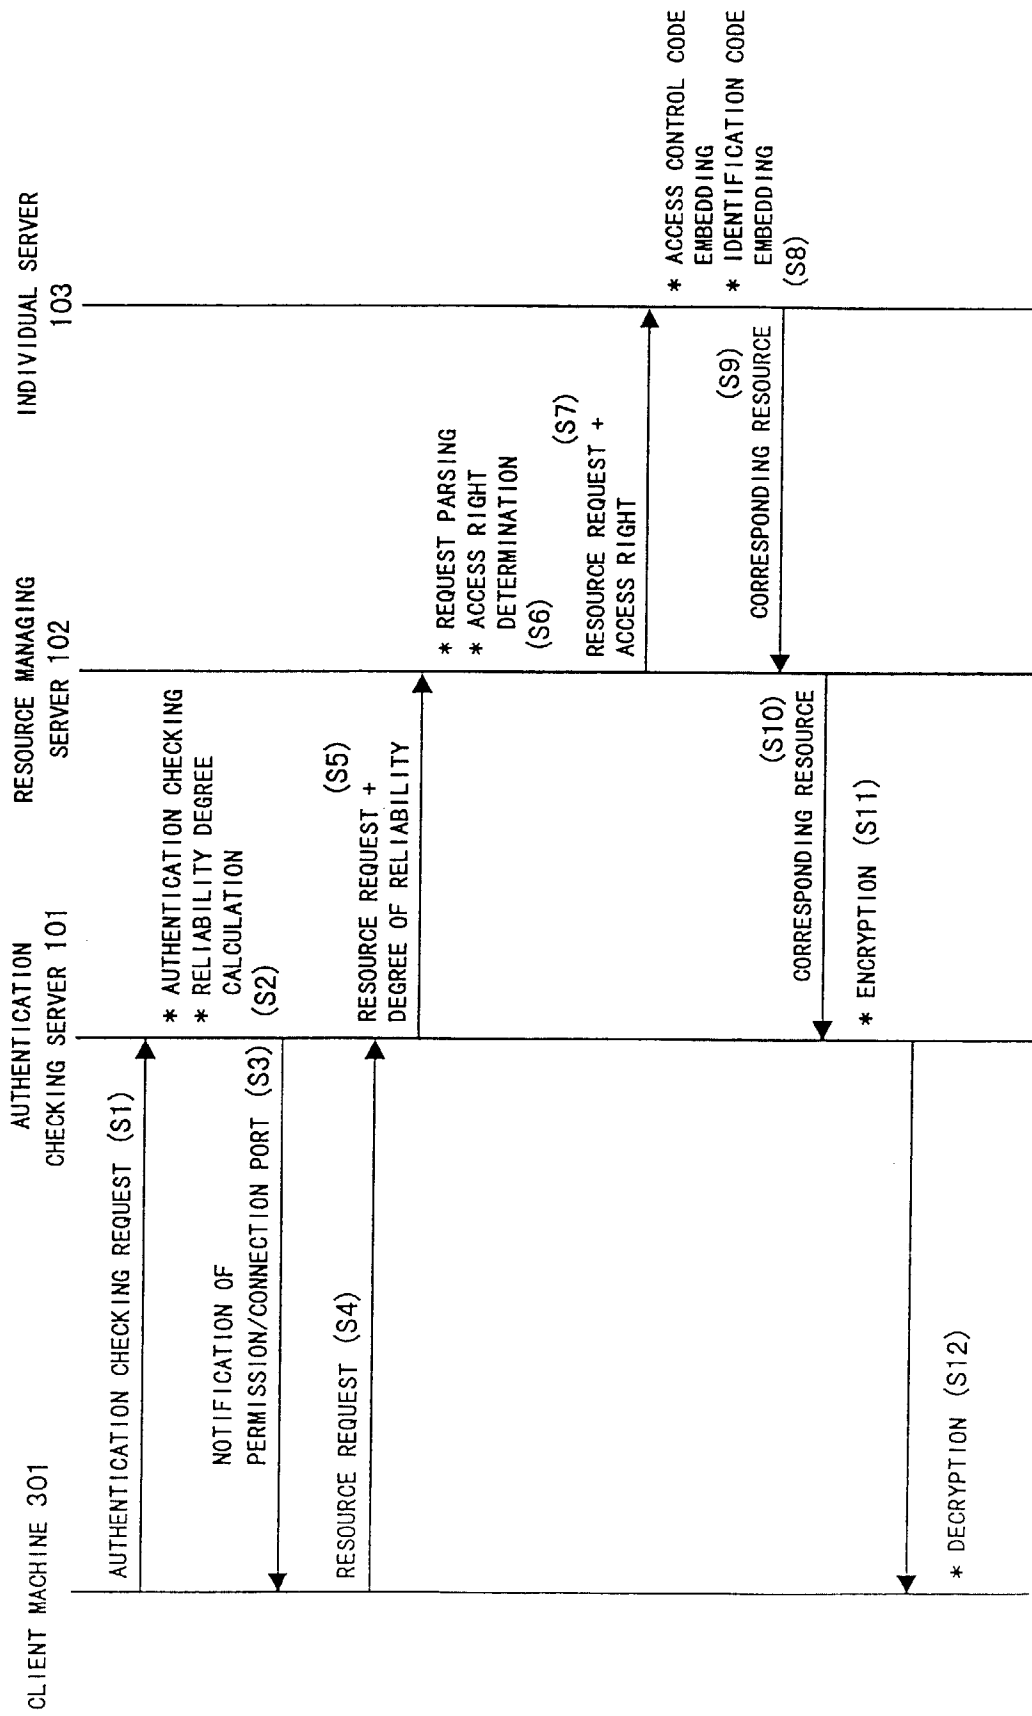 CLIENT MACHINE 301
AUTHENTICATION
CHECKING SERVER 101
RESOURCE MANAGING
SERVER 102
INDIVIDUAL SERVER
103
AUTHENTICATION CHECKING REQUEST (S1)
* AUTHENTICATION CHECKING
* RELIABILITY DEGREE
CALCULATION
(S2)
NOTIFICATION OF
PERMISSION/CONNECTION PORT (S3)
RESOURCE REQUEST (S4)
(S5)
RESOURCE REQUEST +
DEGREE OF RELIABILITY
* REQUEST PARSING
* ACCESS RIGHT
DETERMINATION
(S6)
(S7)
RESOURCE REQUEST +
ACCESS RIGHT
* ACCESS CONTROL CODE
EMBEDDING
* IDENTIFICATION CODE
EMBEDDING
(S8)
(S9)
CORRESPONDING RESOURCE
(S10)
CORRESPONDING RESOURCE
* ENCRYPTION (S11)
* DECRYPTION (S12)